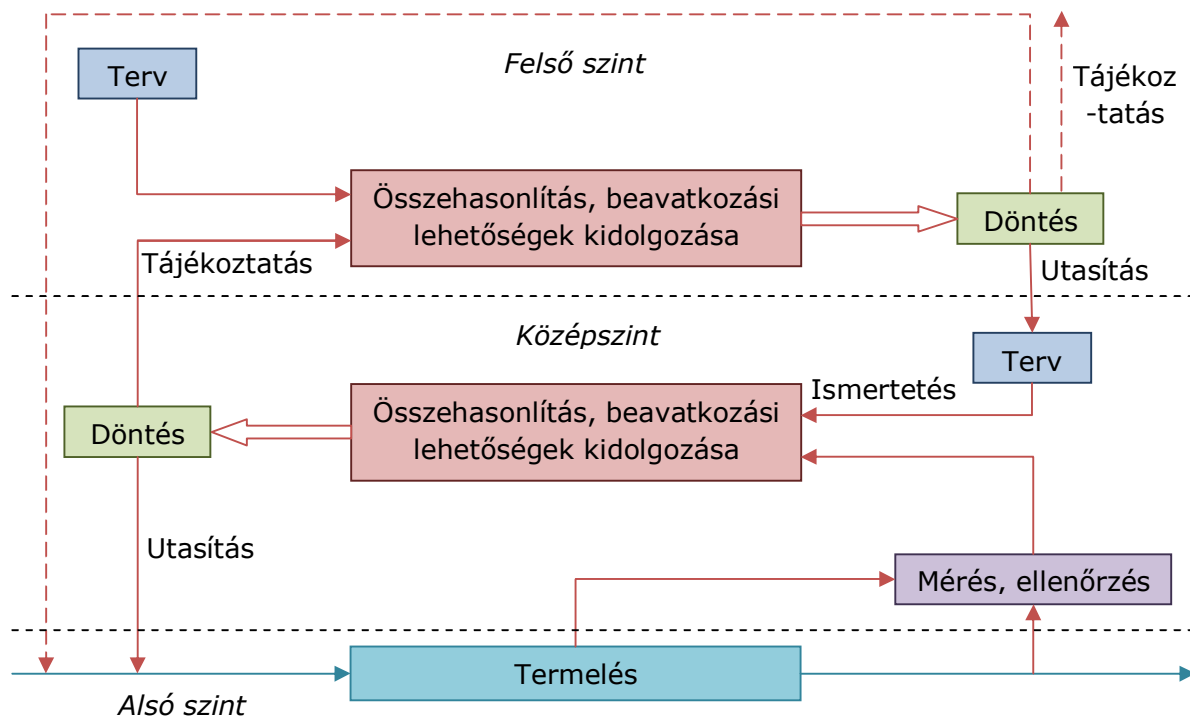 Felső szint
Terv
Tájékoz
-tatás
Összehasonlítás, beavatkozási
lehetőségek kidolgozása
Döntés
Tájékoztatás
Utasítás
Középszint
Terv
Ismertetés
Összehasonlítás, beavatkozási
lehetőségek kidolgozása
Döntés
Utasítás
Mérés, ellenőrzés
Termelés
Alsó szint